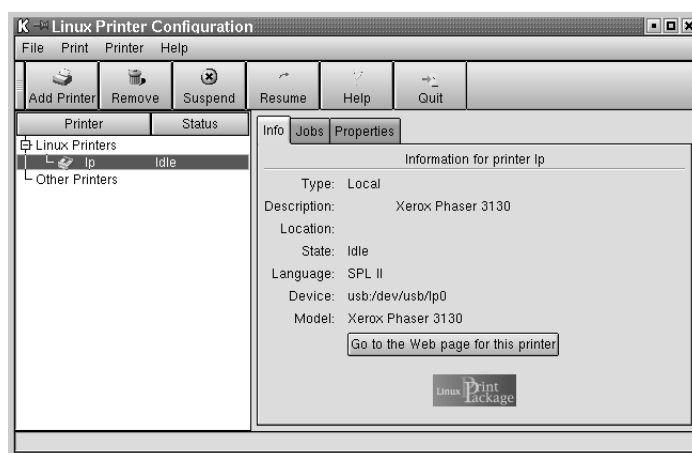 Linux Printer Configuration
File Print Printer Help
Add Printer Remove Suspend Resume Help Quit
Printer Status
Info Jobs Properties
Linux Printers
lp Idle
Other Printers
Information for printer lp
Type: Local
Description: Xerox Phaser 3130
Location:
State: Idle
Language: SPL II
Device: usb:/dev/usb/lp0
Model: Xerox Phaser 3130
Go to the Web page for this printer
Linux Print
Package